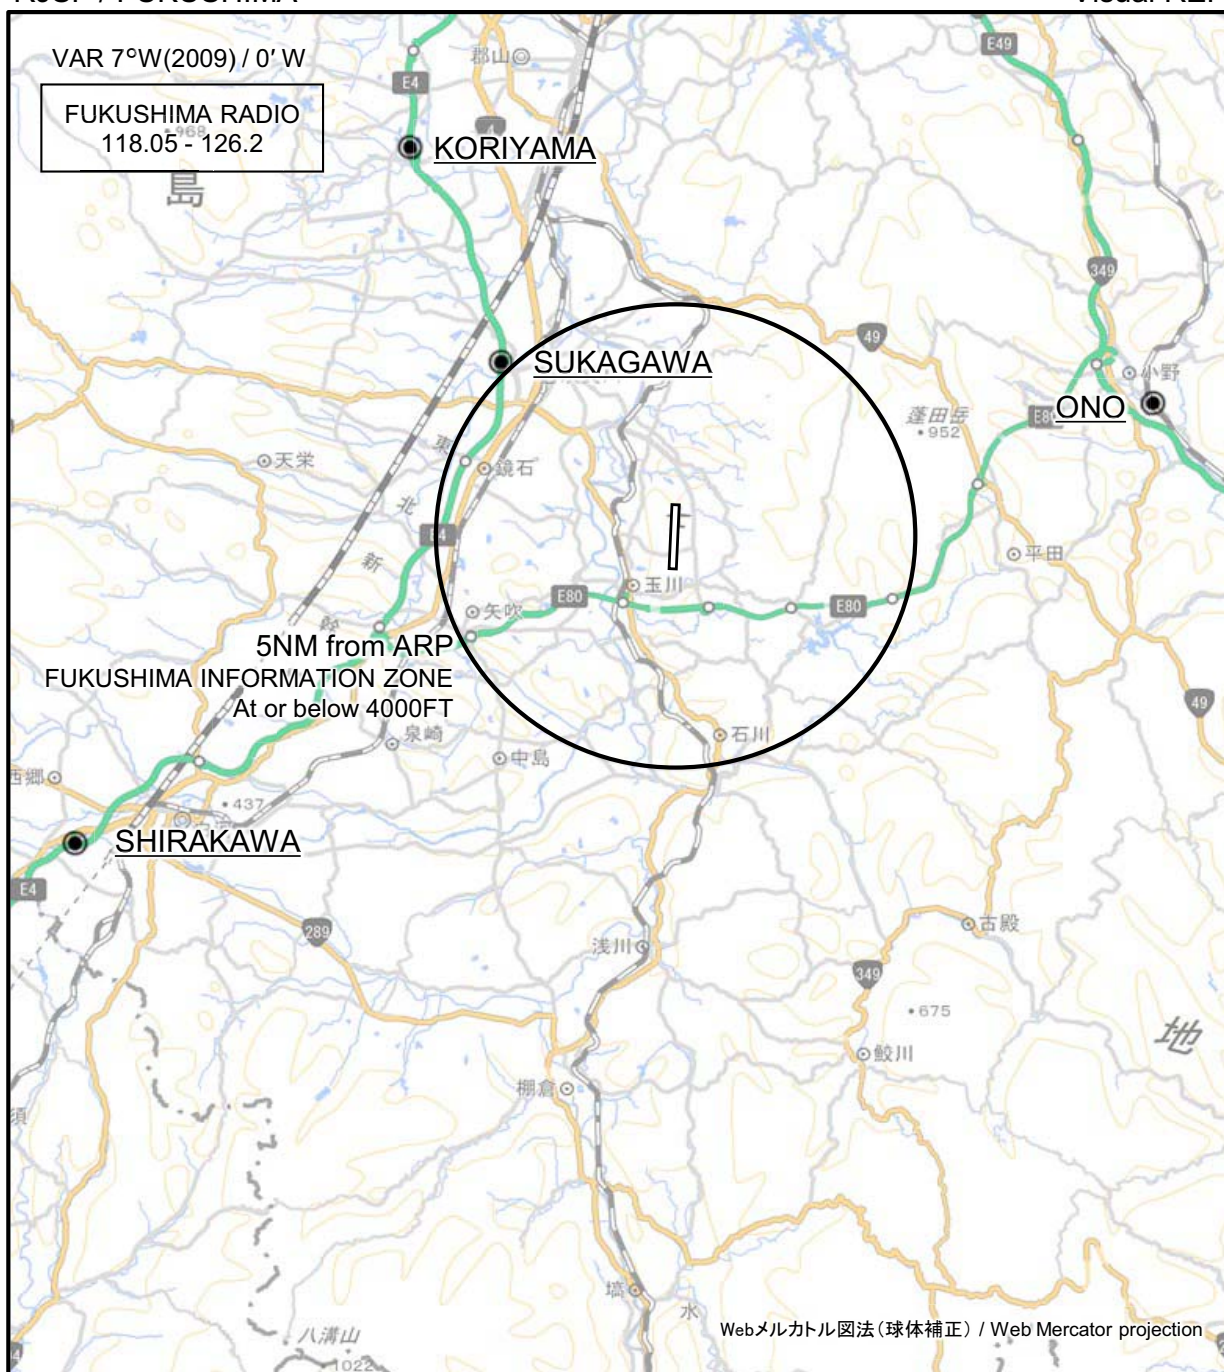 VAR 7°W(2009) / 0′ W
FUKUSHIMA RADIO
118.05 - 126.2
968
島
E4
郡山
4
E49
KORIYAMA
349
SUKAGAWA
49
小野
ONO
蓬田岳
952
天栄
東
鏡石
北
E4
新
平田
玉川
E80
E80
矢吹
幹
5NM from ARP
FUKUSHIMA INFORMATION ZONE
At or below 4000FT
49
泉崎
中島
石川
西郷
437
SHIRAKAWA
E4
289
浅川
古殿
349
675
地
鮫川
棚倉
須
塙
水
Webメルカトル図法(球体補正) / Web Mercator projection
八溝山
1022